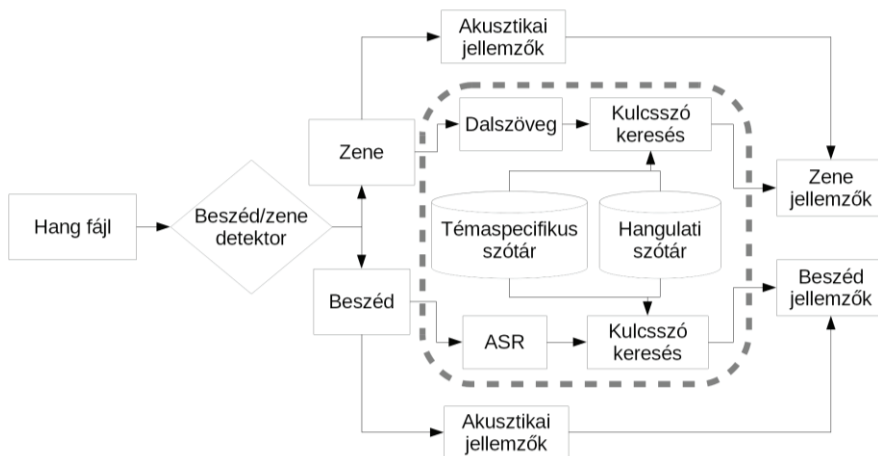 Akusztikai
jellemzők
Dalszöveg
Kulcsszó
keresés
Zene
Zene
jellemzők
Hang fájl
Beszéd/zene
detektor
Témaspecifikus
szótár
Hangulati
szótár
Beszéd
Beszéd
jellemzők
ASR
Kulcsszó
keresés
Akusztikai
jellemzők